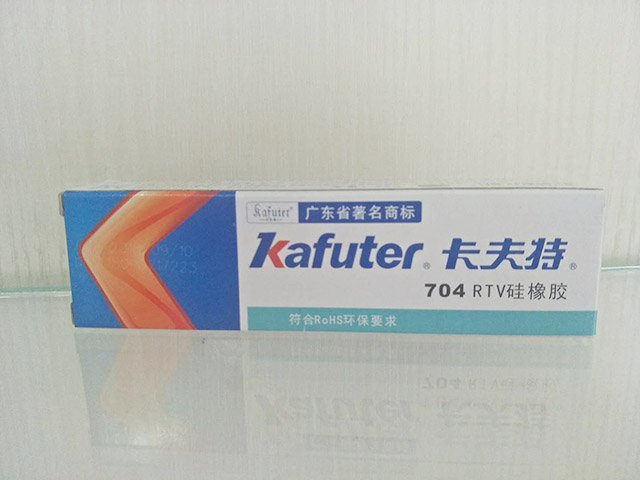 Kafuter 广东省著名商标
Kafuter® 卡夫特®
704 RTV硅橡胶
符合RoHS环保要求